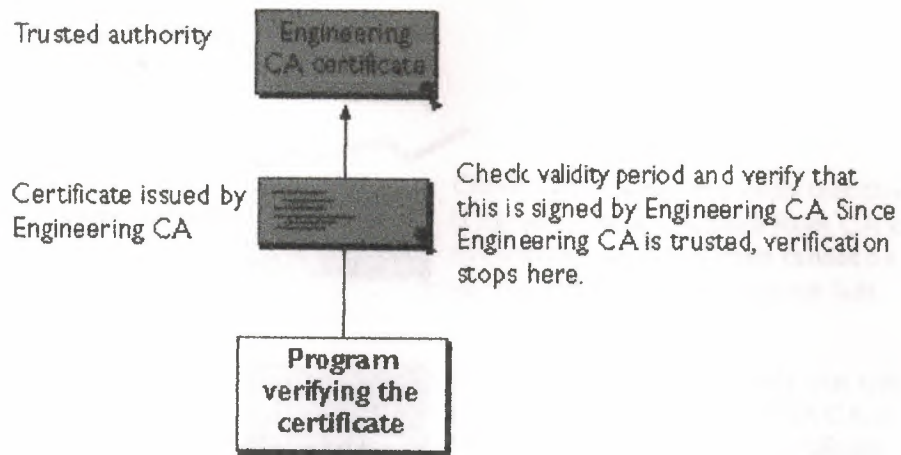 Trusted authority
Engineering
CA certificate
Certificate issued by
Engineering CA
Check validity period and verify that
this is signed by Engineering CA. Since
Engineering CA is trusted, verification
stops here.
Program
verifying the
certificate